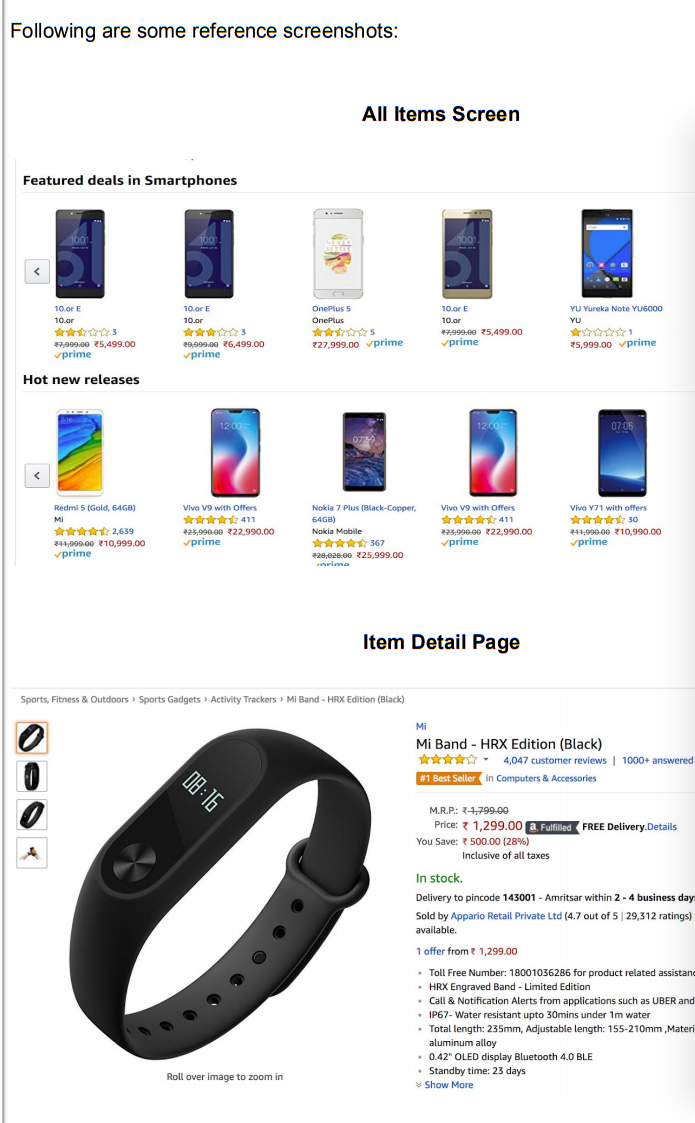 Following are some reference screenshots:
All Items Screen
Featured deals in Smartphones
10.or E
10.or
3
₹7,999.00 ₹5,499.00
prime
10.or E
10.or
3
₹9,999.00 ₹6,499.00
prime
OnePlus 5
OnePlus
5
₹27,999.00 prime
10.or E
10.or
₹7,999.00 ₹5,499.00
prime
YU Yureka Note YU6000
YU
1
₹5,999.00 prime
Hot new releases
Redmi 5 (Gold, 64GB)
Mi
2,639
₹11,999.00 ₹10,999.00
prime
12:00
Vivo V9 with Offers
411
₹23,990.00 ₹22,990.00
prime
07:59
Nokia 7 Plus (Black-Copper,
64GB)
Nokia Mobile
367
₹28,028.00 ₹25,999.00
prime
12:00
Vivo V9 with Offers
411
₹23,990.00 ₹22,990.00
prime
07:06
Vivo Y71 with offers
30
₹11,990.00 ₹10,990.00
prime
Item Detail Page
Sports, Fitness & Outdoors › Sports Gadgets › Activity Trackers › Mi Band - HRX Edition (Black)
08:16
Roll over image to zoom in
Mi
Mi Band - HRX Edition (Black)
4,047 customer reviews | 1000+ answered
#1 Best Seller in Computers & Accessories
M.R.P.: ₹ 1,799.00
Price: ₹ 1,299.00 a Fulfilled FREE Delivery.Details
You Save: ₹ 500.00 (28%)
Inclusive of all taxes
In stock.
Delivery to pincode 143001 - Amritsar within 2 - 4 business days
Sold by Appario Retail Private Ltd (4.7 out of 5 | 29,312 ratings)
available.
1 offer from ₹ 1,299.00
• Toll Free Number: 18001036286 for product related assistanc
• HRX Engraved Band - Limited Edition
• Call & Notification Alerts from applications such as UBER and
• IP67- Water resistant upto 30mins under 1m water
• Total length: 235mm, Adjustable length: 155-210mm ,Materi
aluminum alloy
• 0.42" OLED display Bluetooth 4.0 BLE
• Standby time: 23 days
Show More